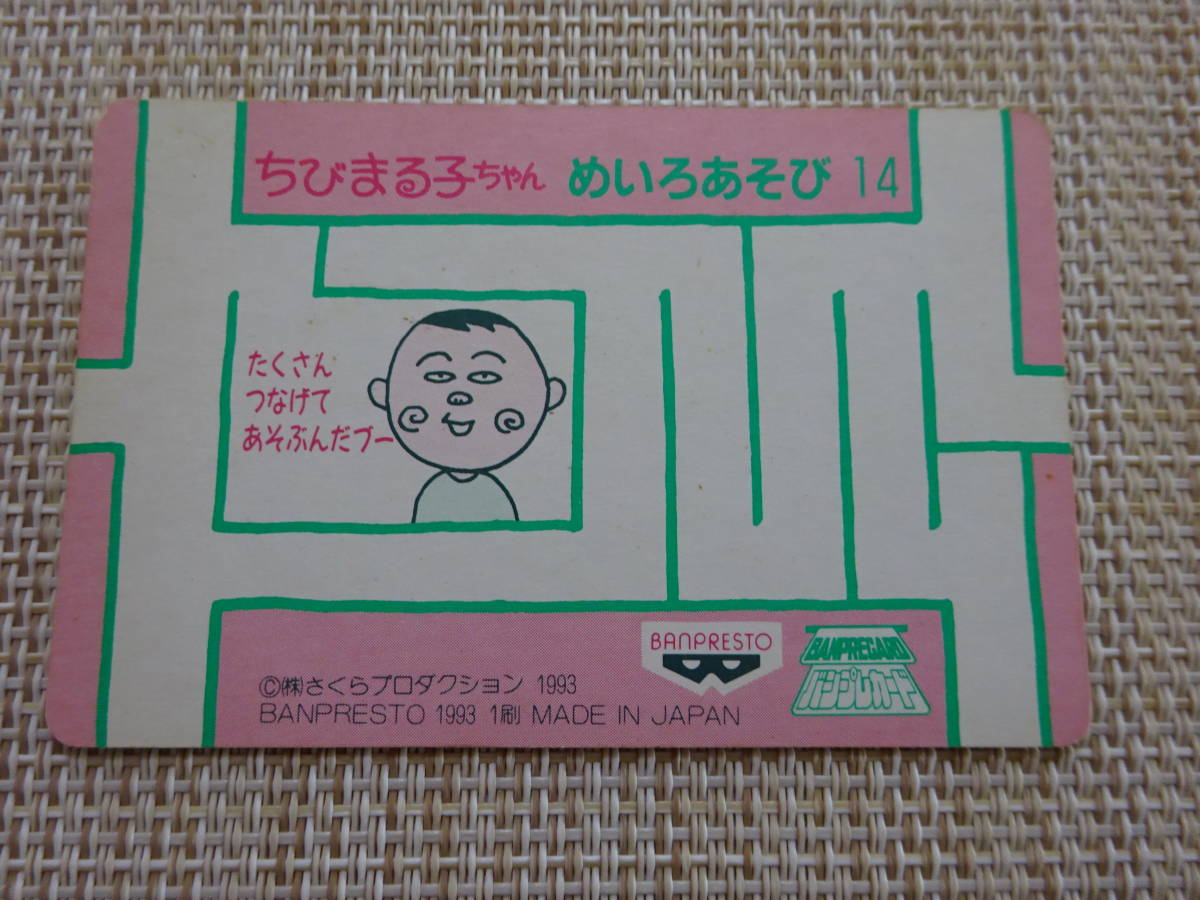 ちびまる子ちゃん めいろあそび 14
たくさん
つなげて
あそぶんだブー
BANPRESTO
BANPRECARD
バンプレカード
©(株)さくらプロダクション 1993
BANPRESTO 1993 1刷 MADE IN JAPAN